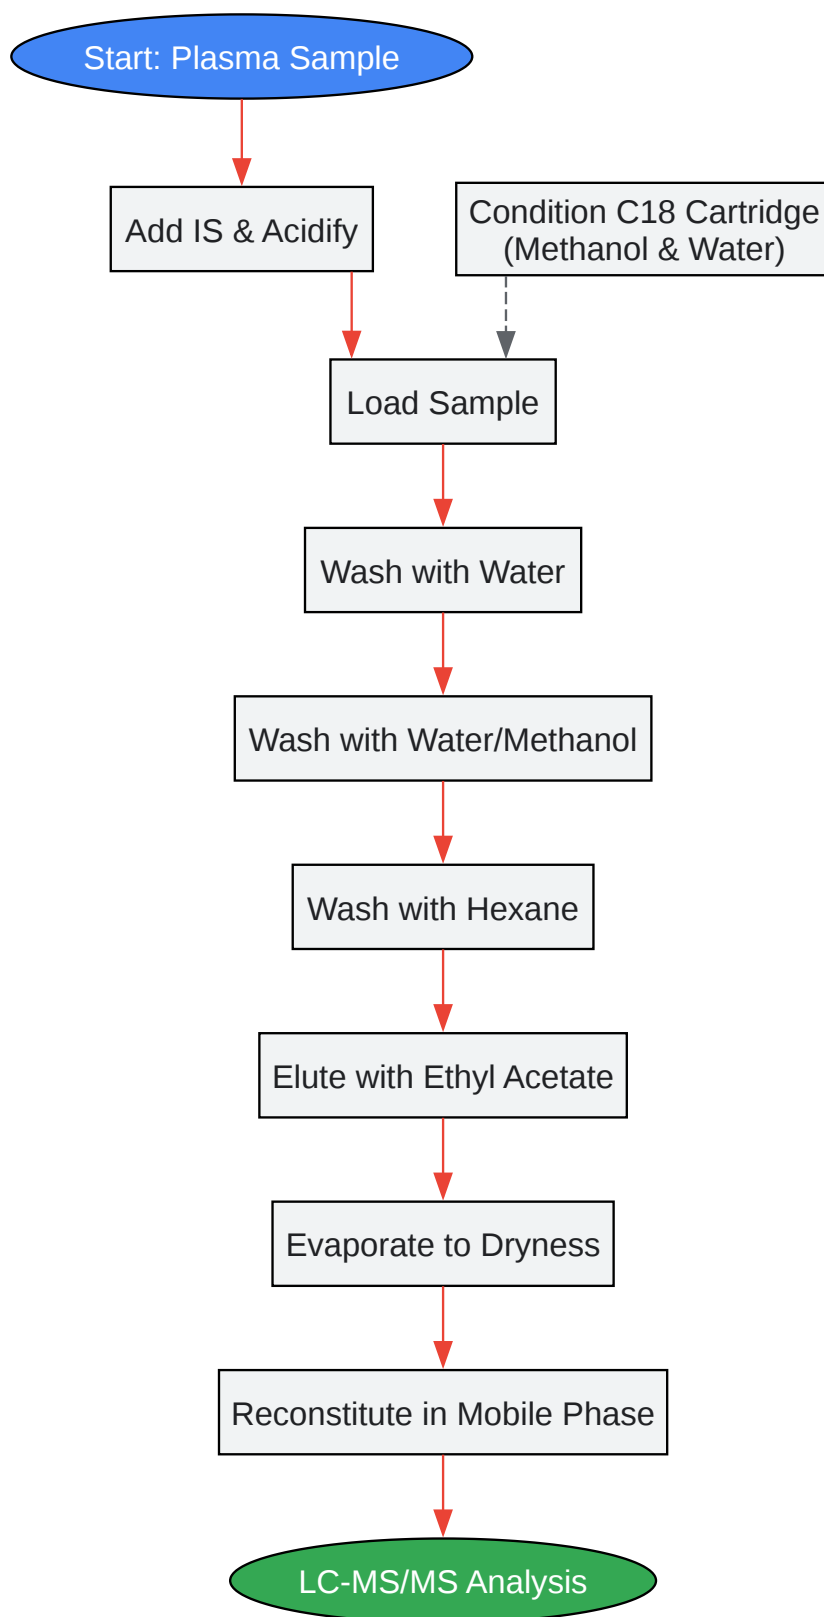 Start: Plasma Sample
Add IS & Acidify
Condition C18 Cartridge
(Methanol & Water)
Load Sample
Wash with Water
Wash with Water/Methanol
Wash with Hexane
Elute with Ethyl Acetate
Evaporate to Dryness
Reconstitute in Mobile Phase
LC-MS/MS Analysis